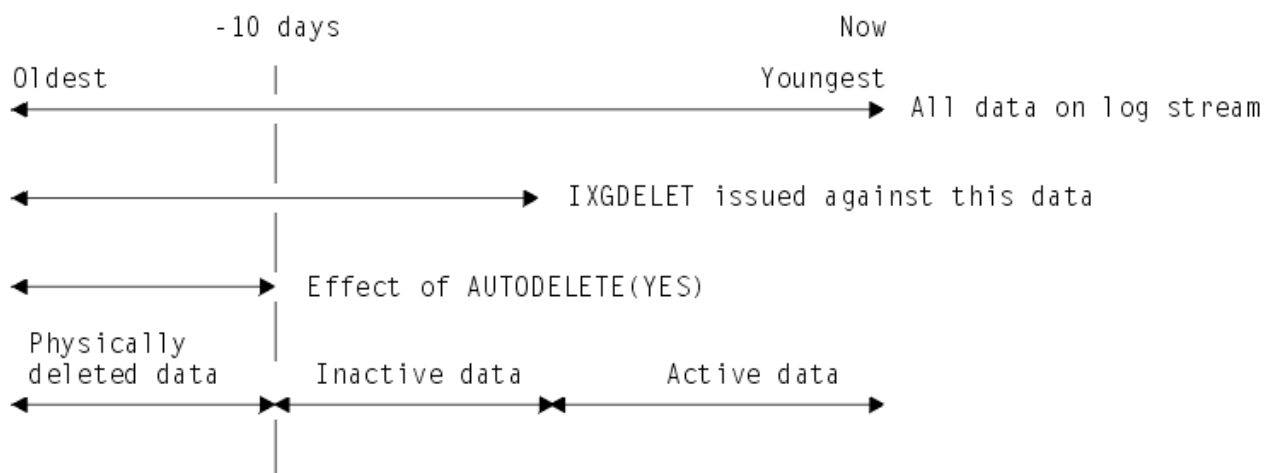 -10 days
Now
Oldest
Youngest
All data on log stream
IXGDELET issued against this data
Effect of AUTODELETE(YES)
Physically
deleted data
Inactive data
Active data